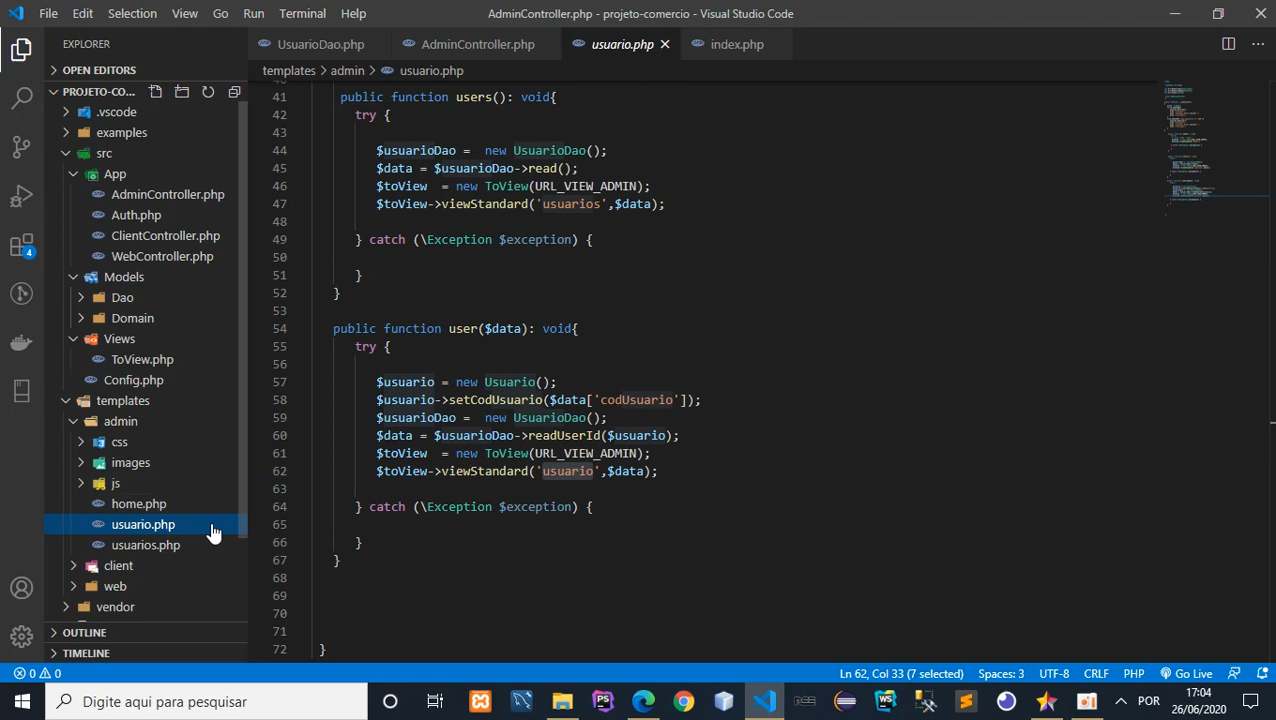 File Edit Selection View Go Run Terminal Help AdminController.php - projeto-comercio - Visual Studio Code
EXPLORER UsuarioDao.php AdminController.php usuario.php index.php
OPEN EDITORS templates admin usuario.php
PROJETO-CO...
.vscode
examples
src
App
AdminController.php
Auth.php
ClientController.php
WebController.php
Models
Dao
Domain
Views
ToView.php
Config.php
templates
admin
css
images
js
home.php
usuario.php
usuarios.php
client
web
vendor
OUTLINE
TIMELINE
4
41 public function users(): void{
42 try {
43
44 $usuarioDao = new UsuarioDao();
45 $data = $usuarioDao->read();
46 $toView = new ToView(URL_VIEW_ADMIN);
47 $toView->viewStandard('usuarios',$data);
48
49 } catch (\Exception $exception) {
50
51 }
52 }
53
54 public function user($data): void{
55 try {
56
57 $usuario = new Usuario();
58 $usuario->setCodUsuario($data['codUsuario']);
59 $usuarioDao = new UsuarioDao();
60 $data = $usuarioDao->readUserId($usuario);
61 $toView = new ToView(URL_VIEW_ADMIN);
62 $toView->viewStandard('usuario',$data);
63
64 } catch (\Exception $exception) {
65
66 }
67 }
68
69
70
71
72 }
0 0 Ln 62, Col 33 (7 selected) Spaces: 3 UTF-8 CRLF PHP Go Live
Digite aqui para pesquisar POR 17:04
26/06/2020